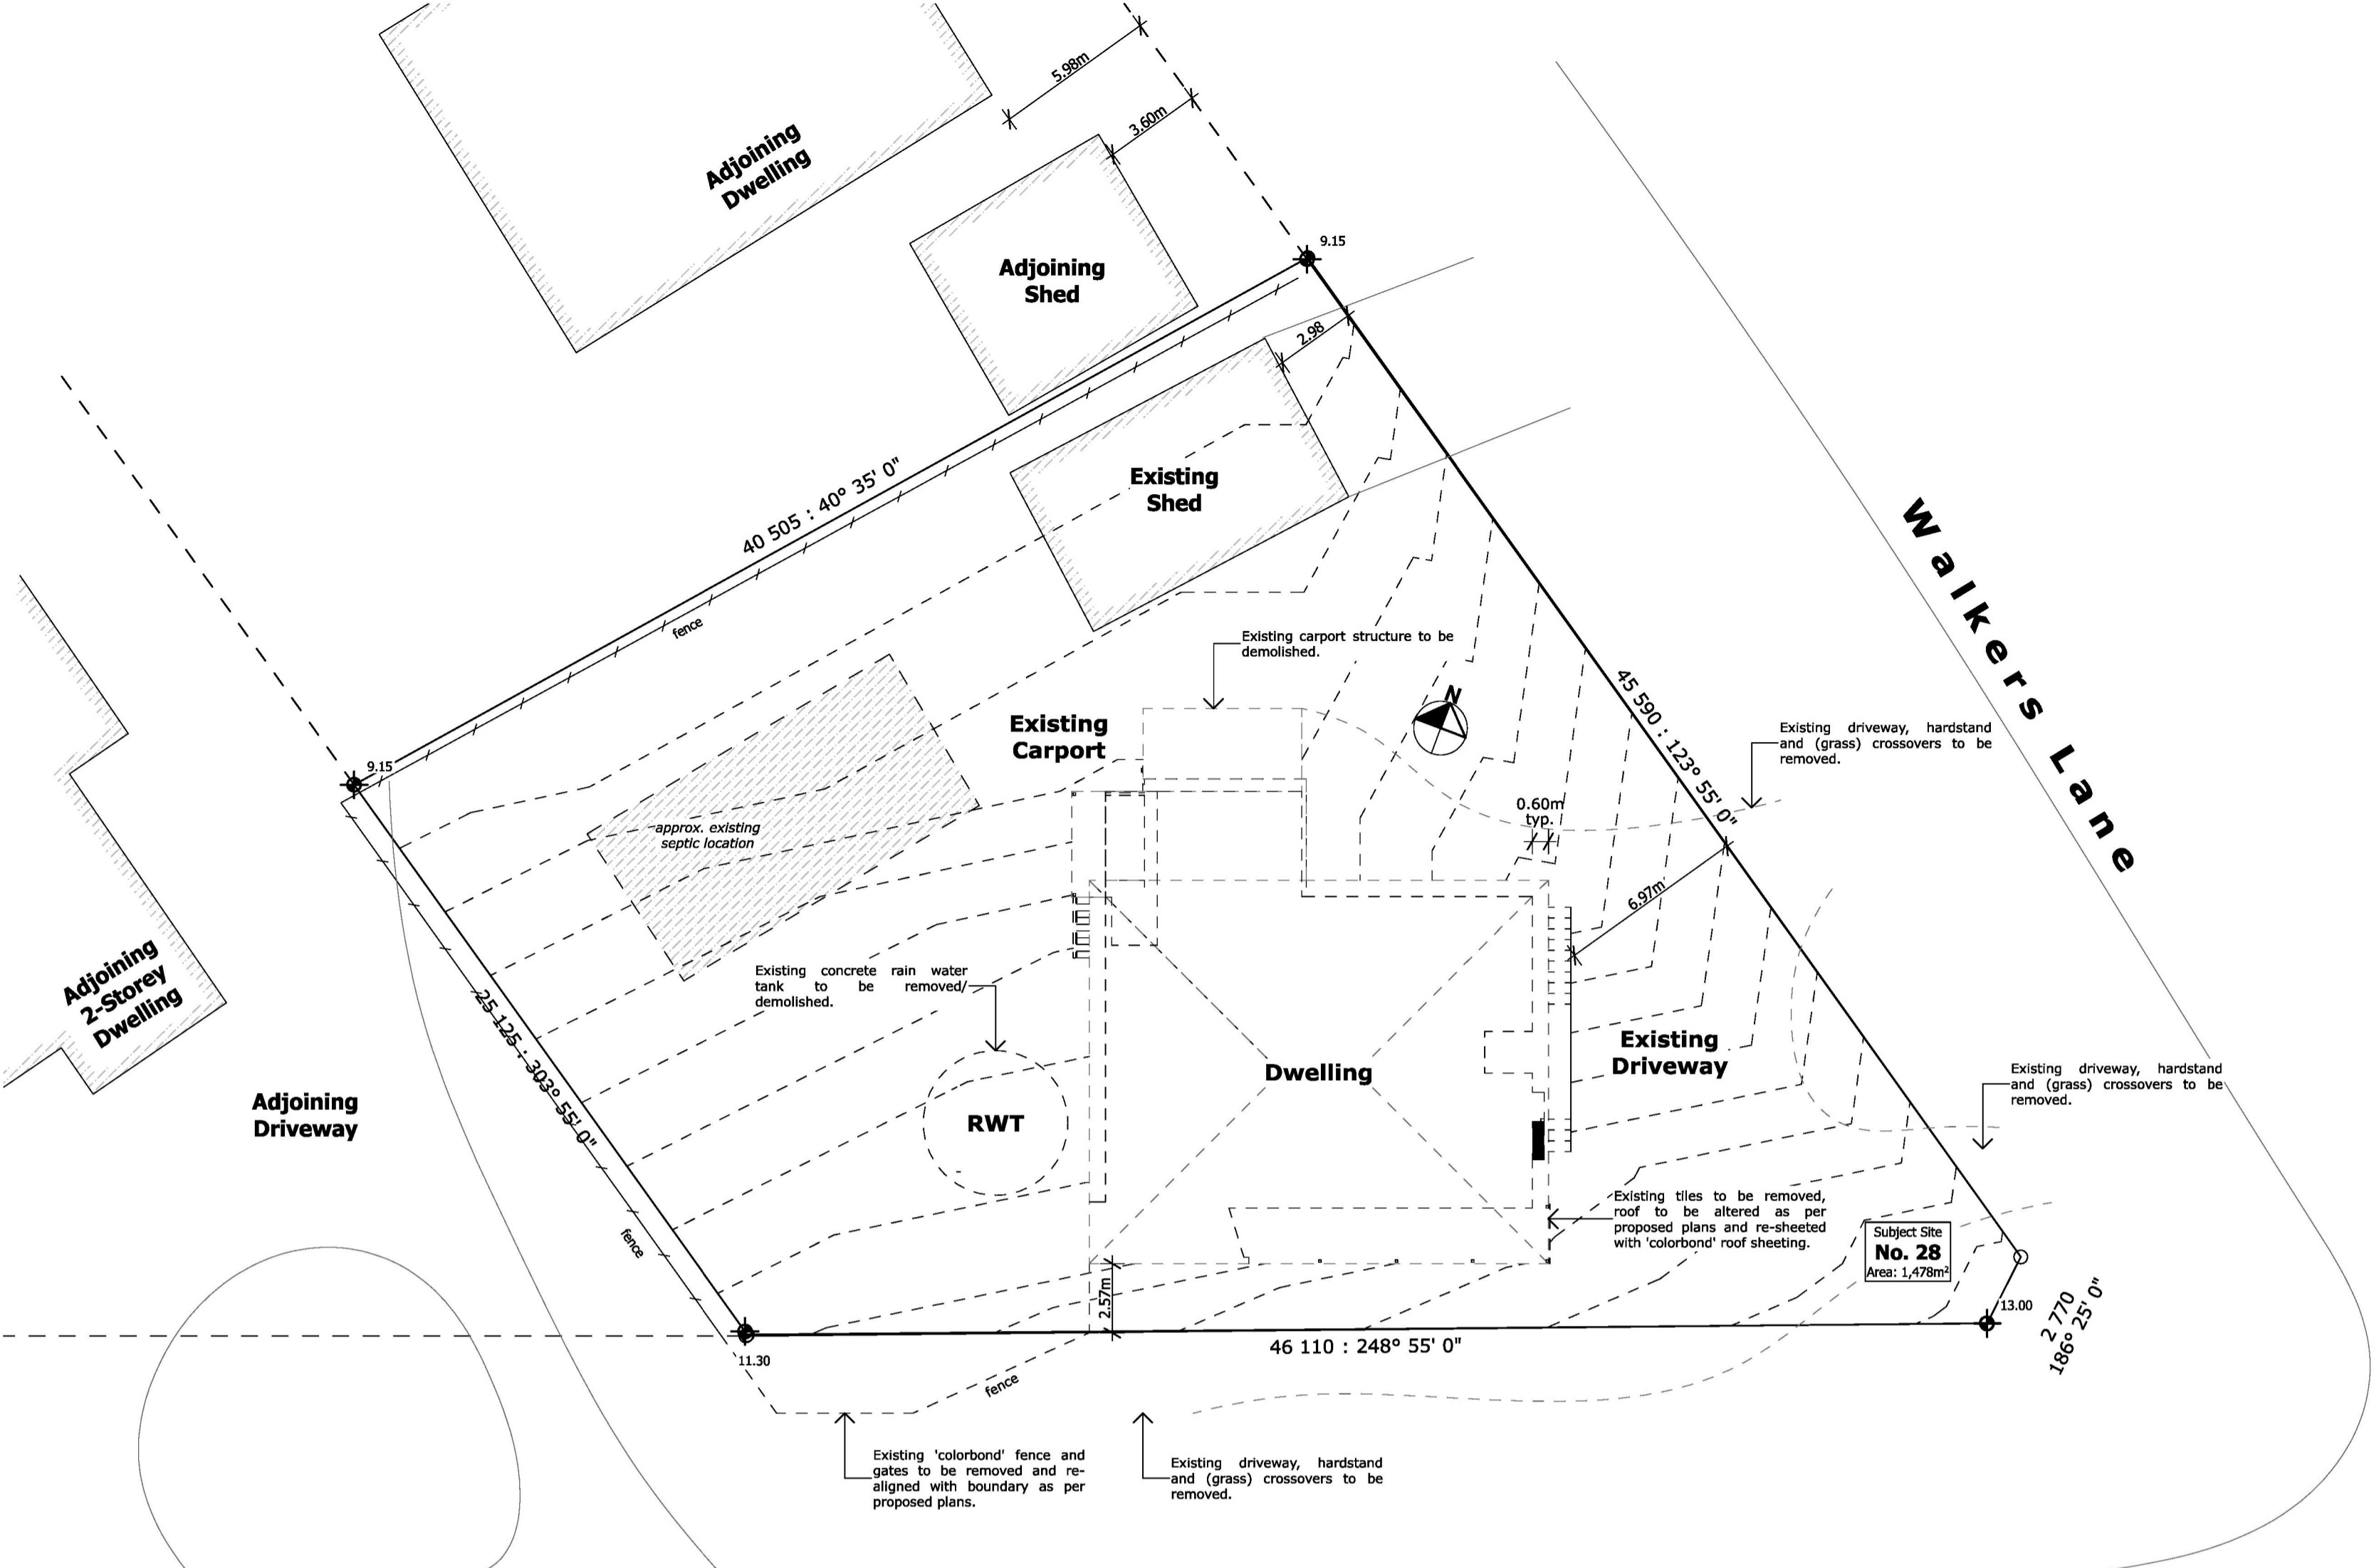 5.98m
3.60m
Adjoining
Dwelling
9.15
Adjoining
Shed
2.98
Existing
Shed
40 505 : 40° 35' 0"
fence
Walkers Lane
Existing carport structure to be
demolished.
N
45 590 : 123° 55' 0"
Existing
Carport
Existing driveway, hardstand
and (grass) crossovers to be
removed.
9.15
0.60m
typ.
approx. existing
septic location
6.97m
Adjoining
2-Storey
Dwelling
Existing concrete rain water
tank to be removed/
demolished.
25 125 : 303° 55' 0"
Existing
Driveway
Dwelling
Existing driveway, hardstand
and (grass) crossovers to be
removed.
Adjoining
Driveway
RWT
Existing tiles to be removed,
roof to be altered as per
proposed plans and re-sheeted
with 'colorbond' roof sheeting.
Subject Site
No. 28
Area: 1,478m²
fence
2.57m
13.00
2 770
186° 25' 0"
46 110 : 248° 55' 0"
11.30
fence
Existing 'colorbond' fence and
gates to be removed and re-
aligned with boundary as per
proposed plans.
Existing driveway, hardstand
and (grass) crossovers to be
removed.